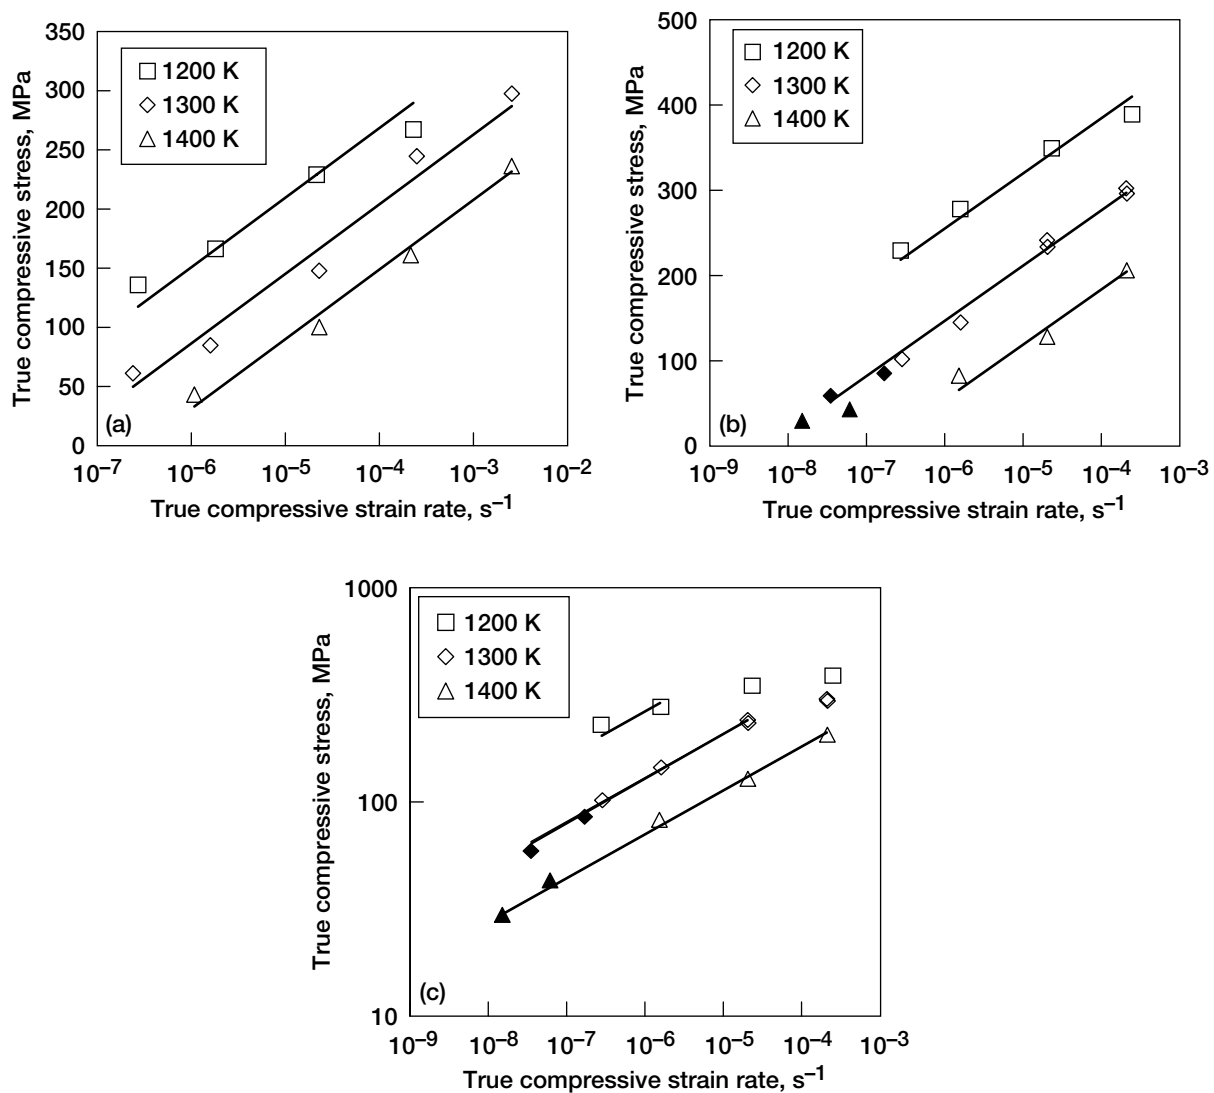 350
300
250
200
150
100
50
0
True compressive stress, MPa
1200 K
1300 K
1400 K
(a)
10⁻⁷ 10⁻⁶ 10⁻⁵ 10⁻⁴ 10⁻³ 10⁻²
True compressive strain rate, s⁻¹
500
400
300
200
100
0
True compressive stress, MPa
1200 K
1300 K
1400 K
(b)
10⁻⁹ 10⁻⁸ 10⁻⁷ 10⁻⁶ 10⁻⁵ 10⁻⁴ 10⁻³
True compressive strain rate, s⁻¹
1000
100
10
True compressive stress, MPa
1200 K
1300 K
1400 K
(c)
10⁻⁹ 10⁻⁸ 10⁻⁷ 10⁻⁶ 10⁻⁵ 10⁻⁴ 10⁻³
True compressive strain rate, s⁻¹